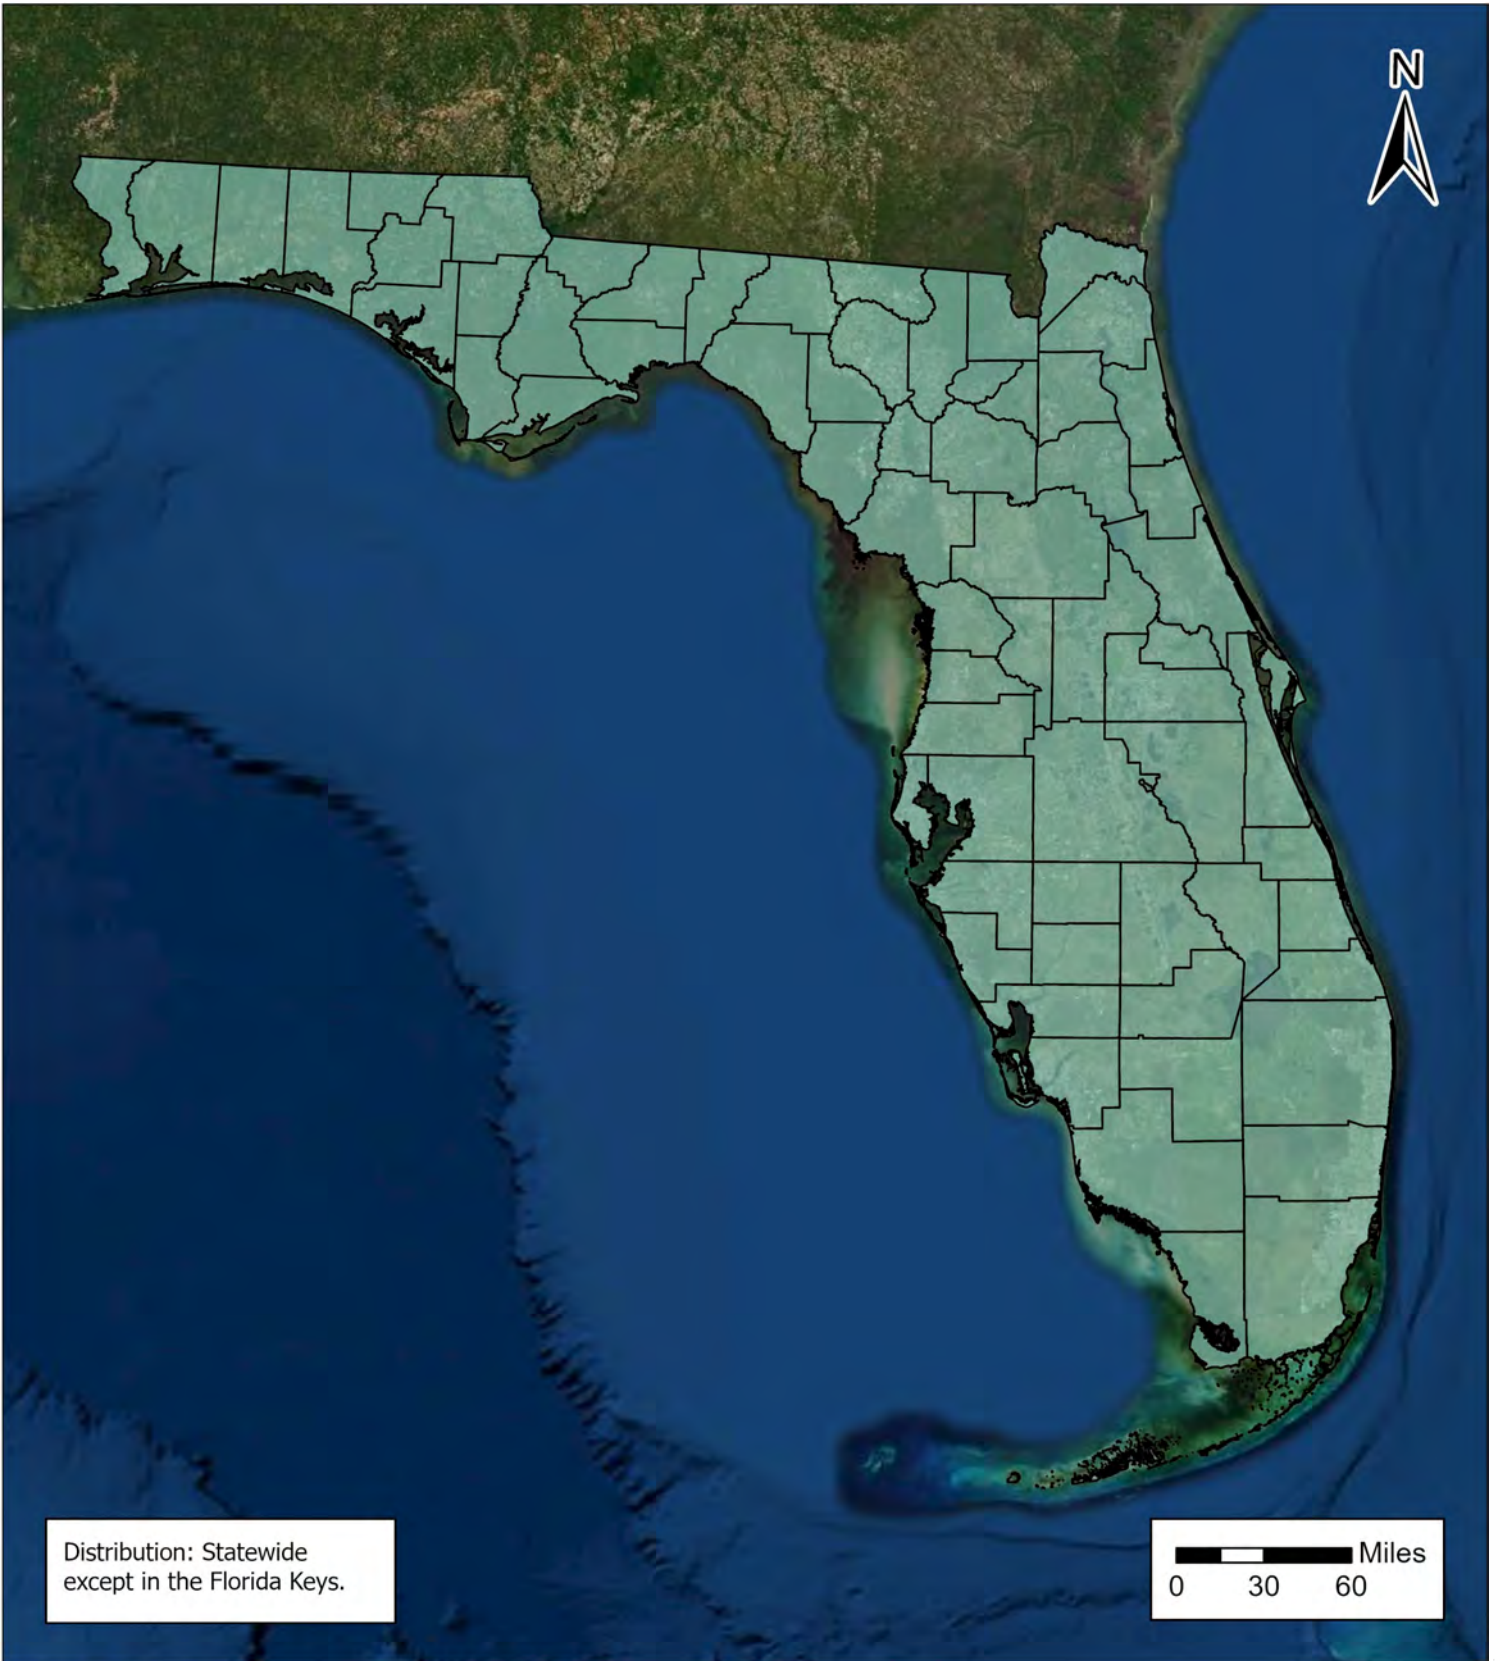 N
Distribution: Statewide
except in the Florida Keys.
Miles
0 30 60